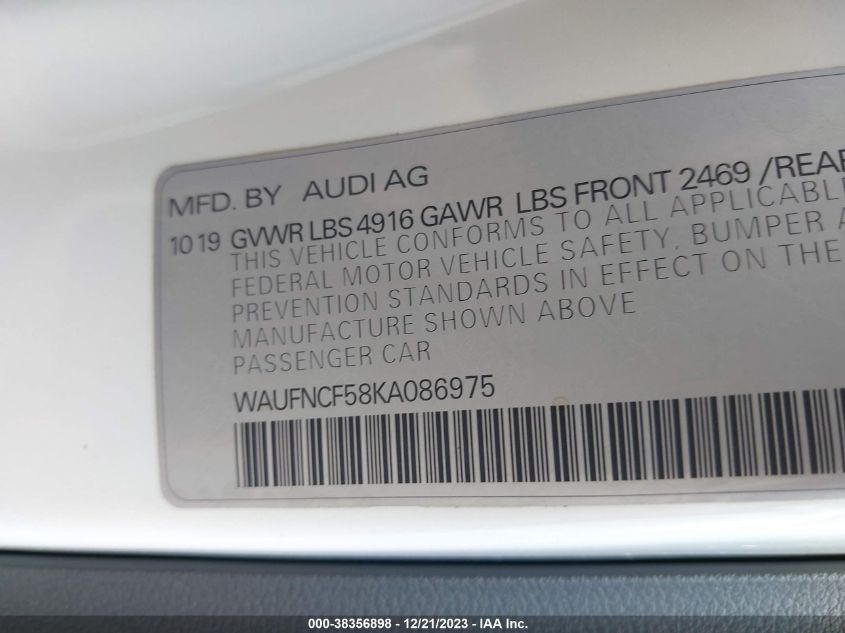 MFD. BY AUDI AG
10 19 GVWR LBS 4916 GAWR LBS FRONT 2469 /REAR
THIS VEHICLE CONFORMS TO ALL APPLICABLE
FEDERAL MOTOR VEHICLE SAFETY, BUMPER A
PREVENTION STANDARDS IN EFFECT ON THE
MANUFACTURE SHOWN ABOVE
PASSENGER CAR
WAUFNCF58KA086975
000-38356898 - 12/21/2023 - IAA Inc.